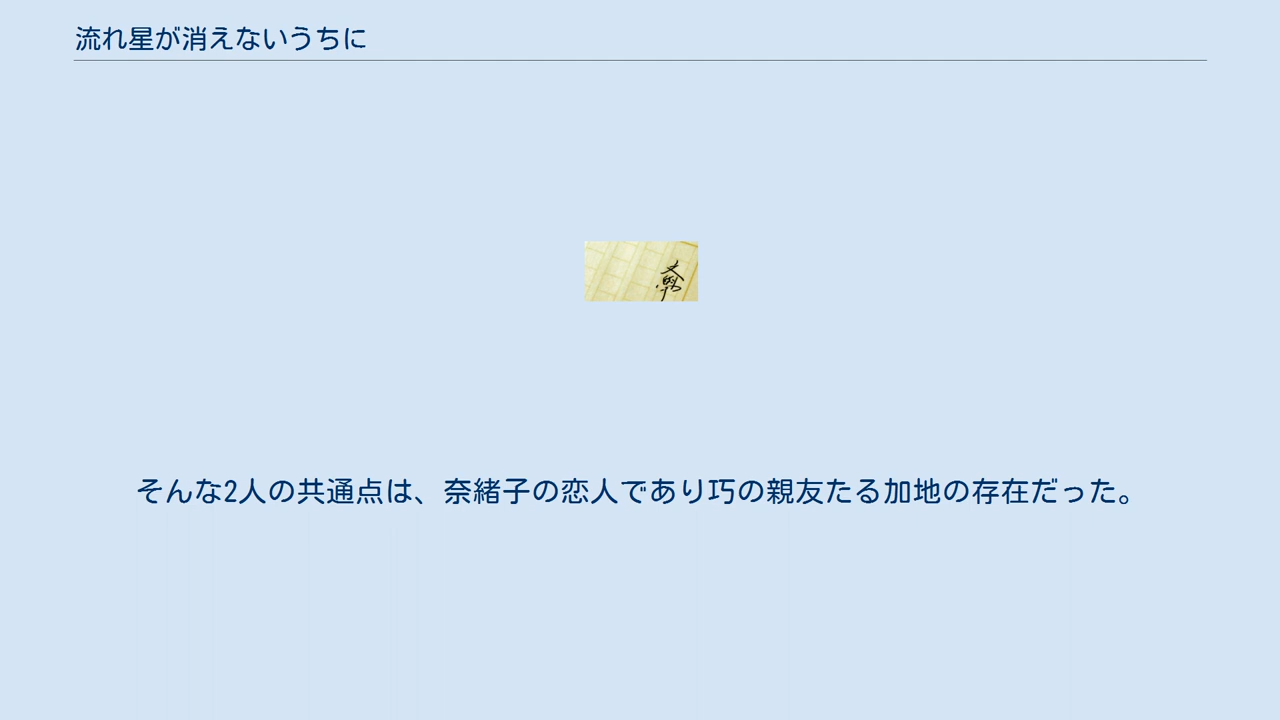 流れ星が消えないうちに
そんな2人の共通点は、奈緒子の恋人であり巧の親友たる加地の存在だった。